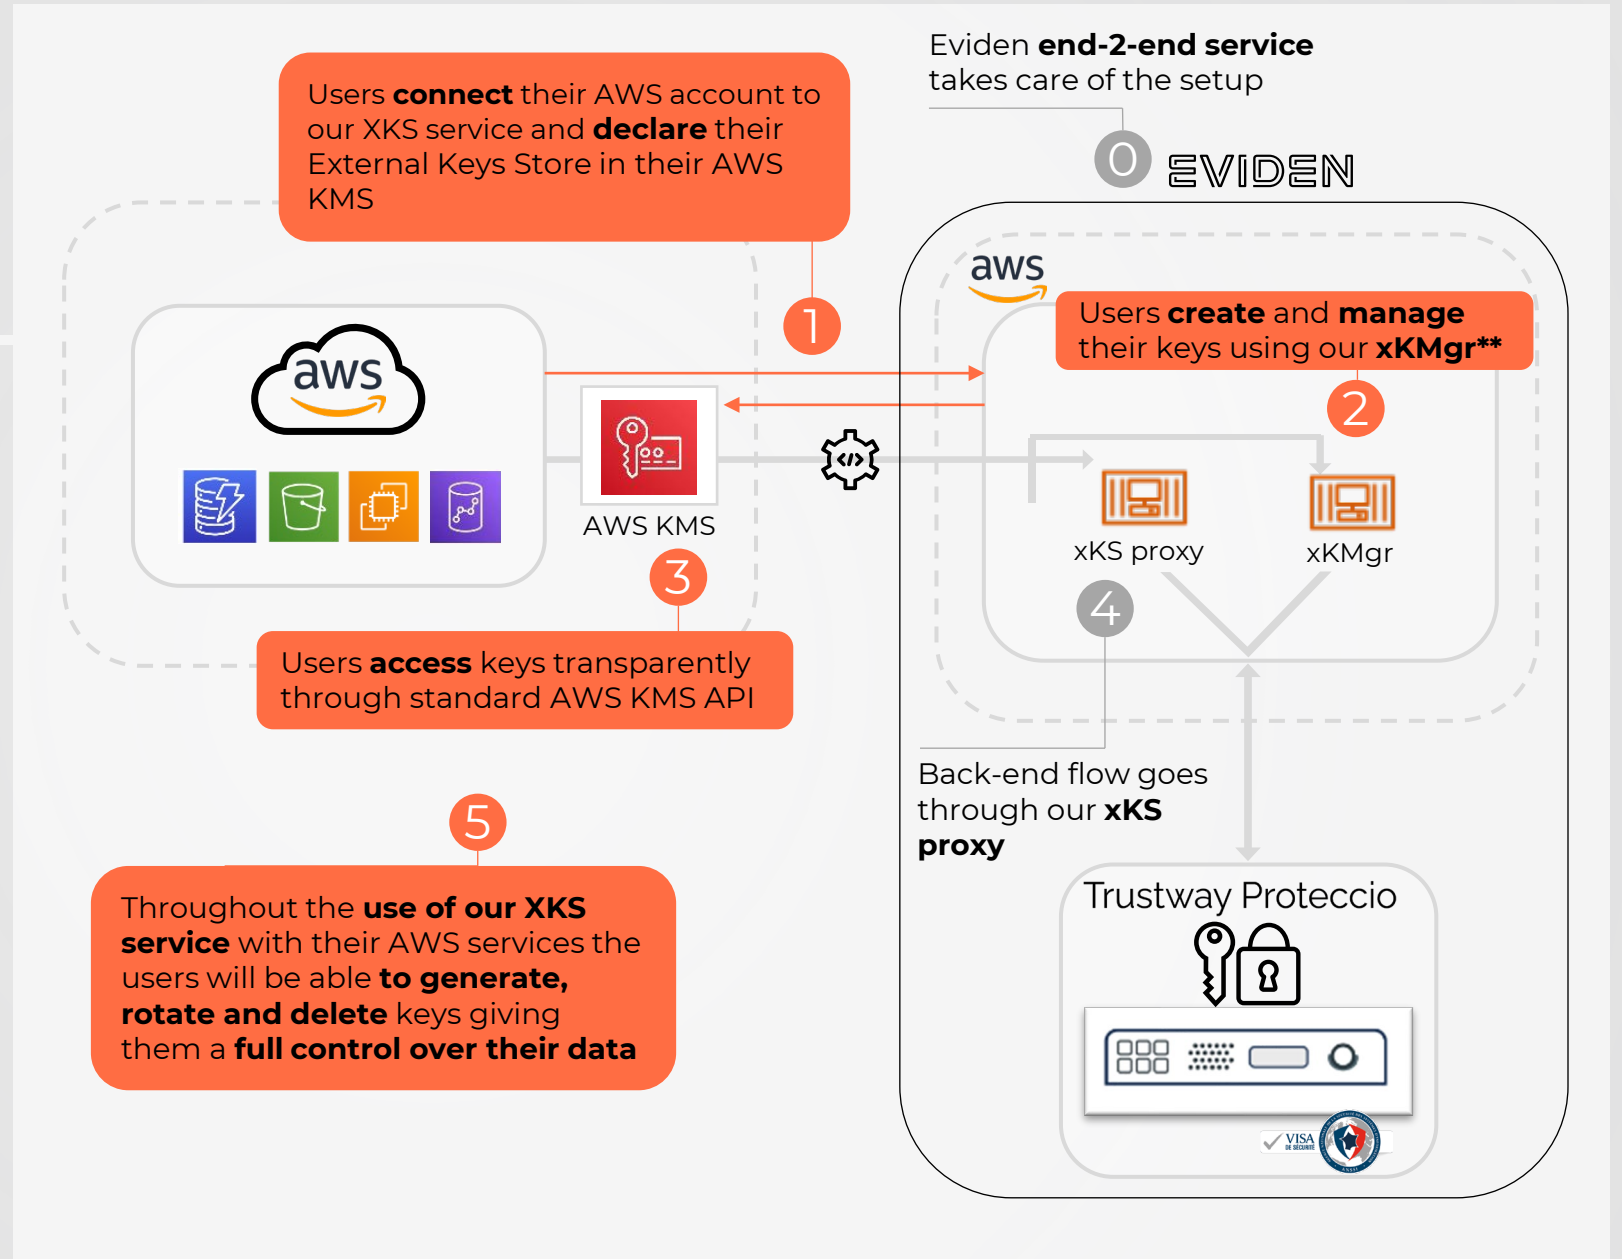 Eviden end-2-end service
takes care of the setup
0
EVIDEN
Users connect their AWS account to
our XKS service and declare their
External Keys Store in their AWS
KMS
1
aws
Users create and manage
their keys using our xKMgr**
2
aws
AWS KMS
3
Users access keys transparently
through standard AWS KMS API
xKS proxy
xKMgr
4
Back-end flow goes
through our xKS
proxy
5
Throughout the use of our XKS
service with their AWS services the
users will be able to generate,
rotate and delete keys giving
them a full control over their data
Trustway Proteccio
VISA
DE SÉCURITÉ